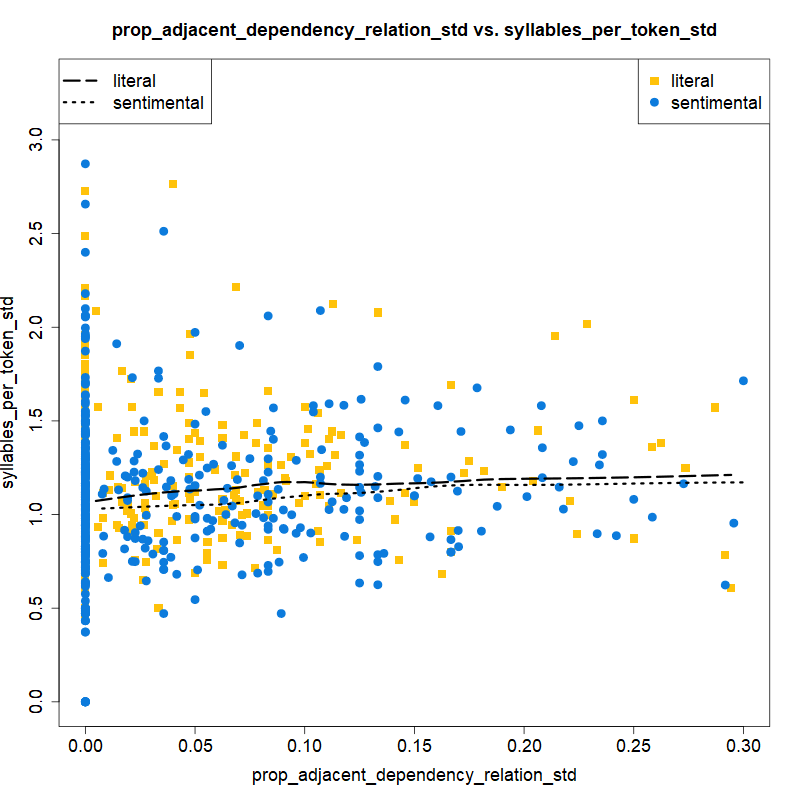 prop_adjacent_dependency_relation_std vs. syllables_per_token_std
literal
sentimental
literal
sentimental
syllables_per_token_std
3.0
2.5
2.0
1.5
1.0
0.5
0.0
0.00 0.05 0.10 0.15 0.20 0.25 0.30
prop_adjacent_dependency_relation_std